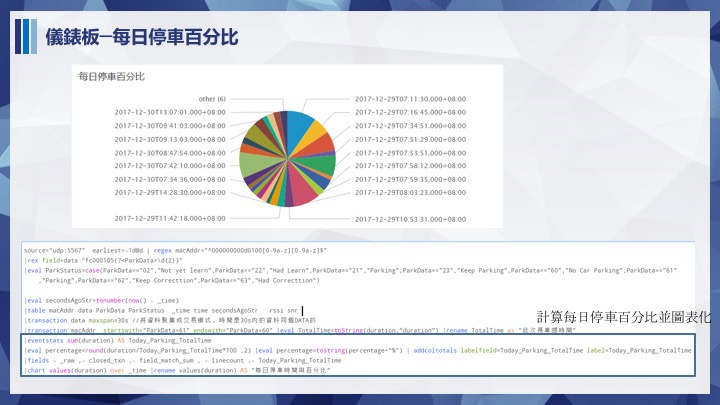 儀錶板─每日停車百分比
每日停車百分比
other (6)
2017-12-30T13:07:01.000+08:00
2017-12-30T09:41:03.000+08:00
2017-12-30T09:13:03.000+08:00
2017-12-30T08:47:54.000+08:00
2017-12-30T07:42:10.000+08:00
2017-12-30T07:34:36.000+08:00
2017-12-29T14:28:30.000+08:00
2017-12-29T11:42:18.000+08:00
2017-12-29T07:11:30.000+08:00
2017-12-29T07:16:45.000+08:00
2017-12-29T07:34:51.000+08:00
2017-12-29T07:51:29.000+08:00
2017-12-29T07:53:51.000+08:00
2017-12-29T07:58:12.000+08:00
2017-12-29T07:59:35.000+08:00
2017-12-29T08:03:23.000+08:00
2017-12-29T10:53:31.000+08:00
source="udp:5567" earliest=-1d@d | regex macAddr="^000000000d0100[0-9a-z][0-9a-z]$"
|rex field=data "fc000105(?<ParkData>\d{2})"
|eval ParkStatus=case(ParkData=="02","Not yet learn",ParkData=="22","Had Learn",ParkData=="21","Parking",ParkData=="23","Keep Parking",ParkData=="60","No Car Parking",ParkData=="61"
,"Parking",ParkData=="62","Keep Correction",ParkData=="63","Had Correction")
|eval secondsAgoStr=tonumber(now() - _time)
|table macAddr data ParkData ParkStatus _time time secondsAgoStr rssi snr
|transaction data maxspan=30s //將資料聚集成交易模式，時間是30s內的資料同個DATA的
|transaction macAddr startswith="ParkData=61" endswith="ParkData=60" |eval TotalTime=toString(duration,"duration") |rename TotalTime as "此次停車總時間"
計算每日停車百分比並圖表化
|eventstats sum(duration) AS Today_Parking_TotalTime
|eval percentage=round(duration/Today_Parking_TotalTime*100 ,2) |eval percentage=tostring(percentage+"%") | addcoltotals labelfield=Today_Parking_TotalTime label=Today_Parking_TotalTime
|fields - _raw ,- closed_txn ,- field_match_sum , - linecount ,- Today_Parking_TotalTime
|chart values(duration) over _time |rename values(duration) AS "每日停車時間與百分比"